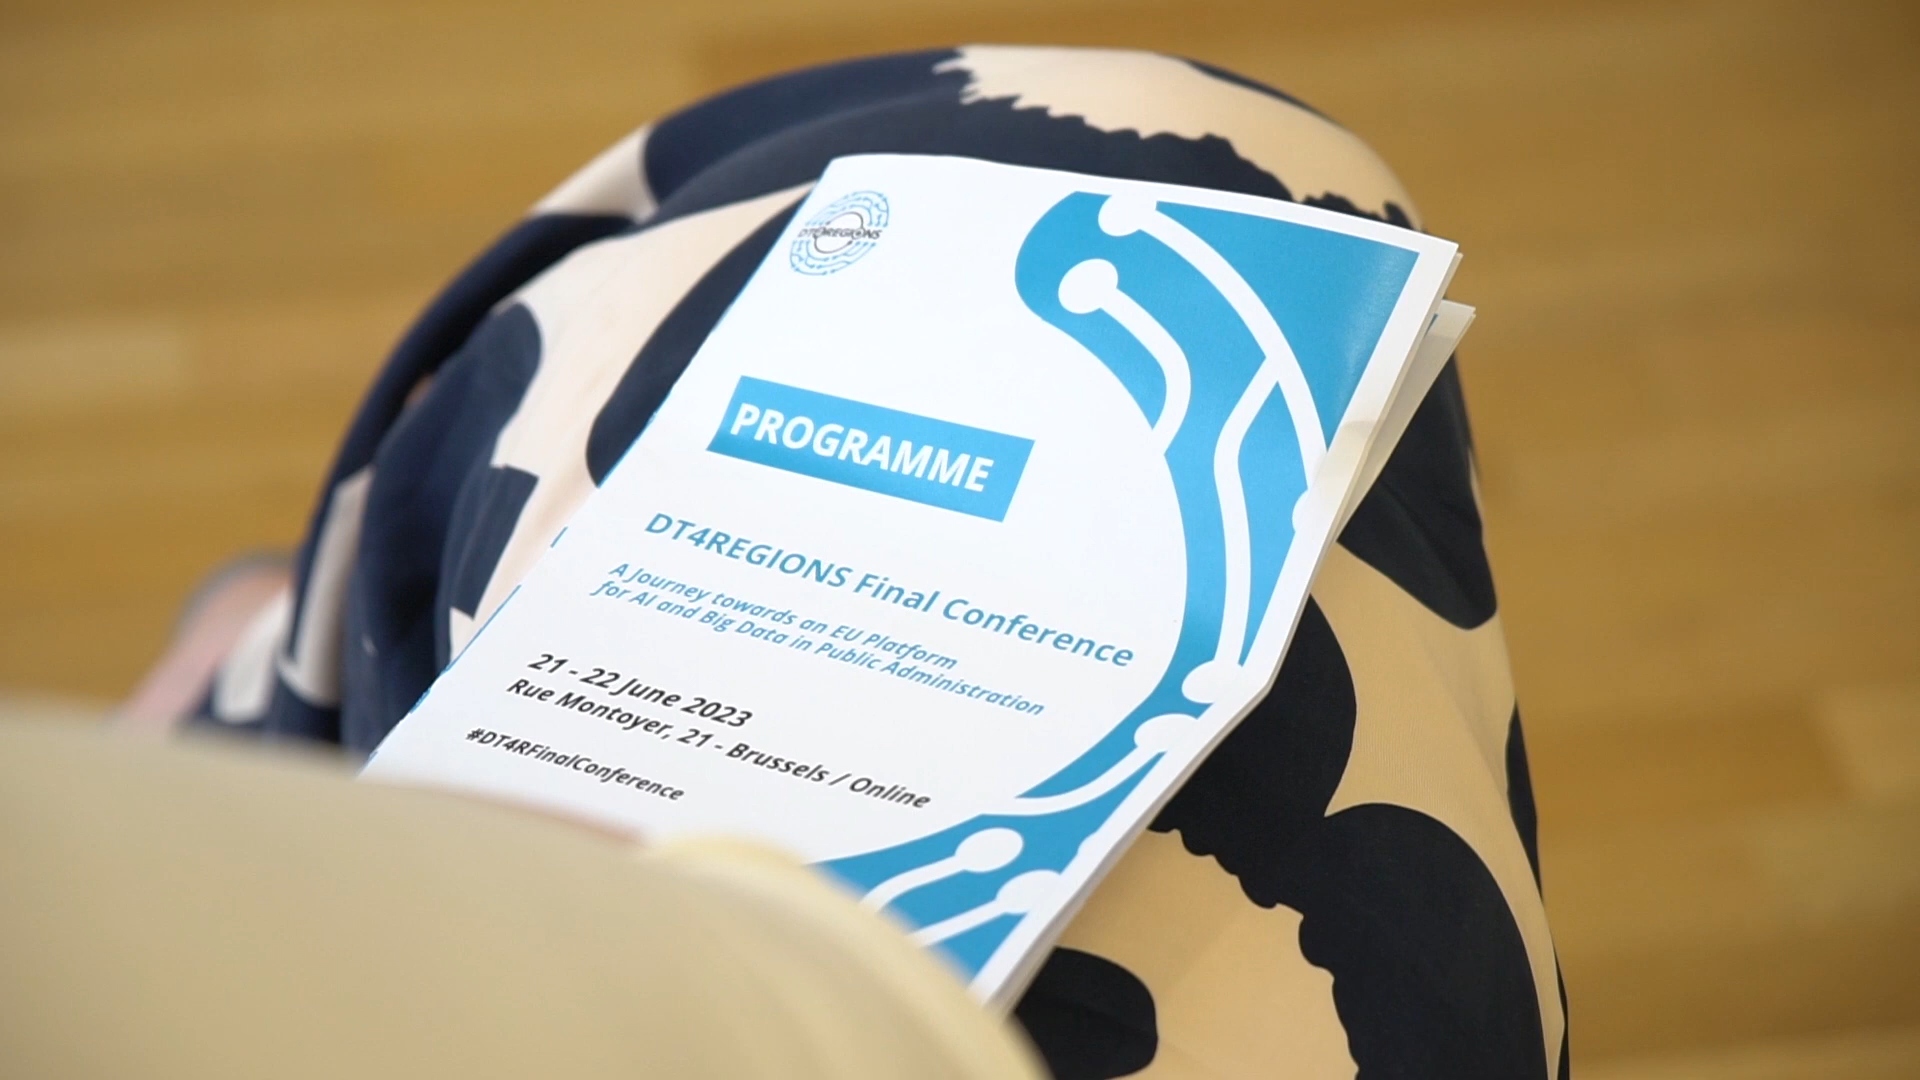 DT4REGIONS
PROGRAMME
DT4REGIONS Final Conference
A Journey towards an EU Platform
for AI and Big Data in Public Administration
21 - 22 June 2023
Rue Montoyer, 21 - Brussels / Online
#DT4RFinalConference